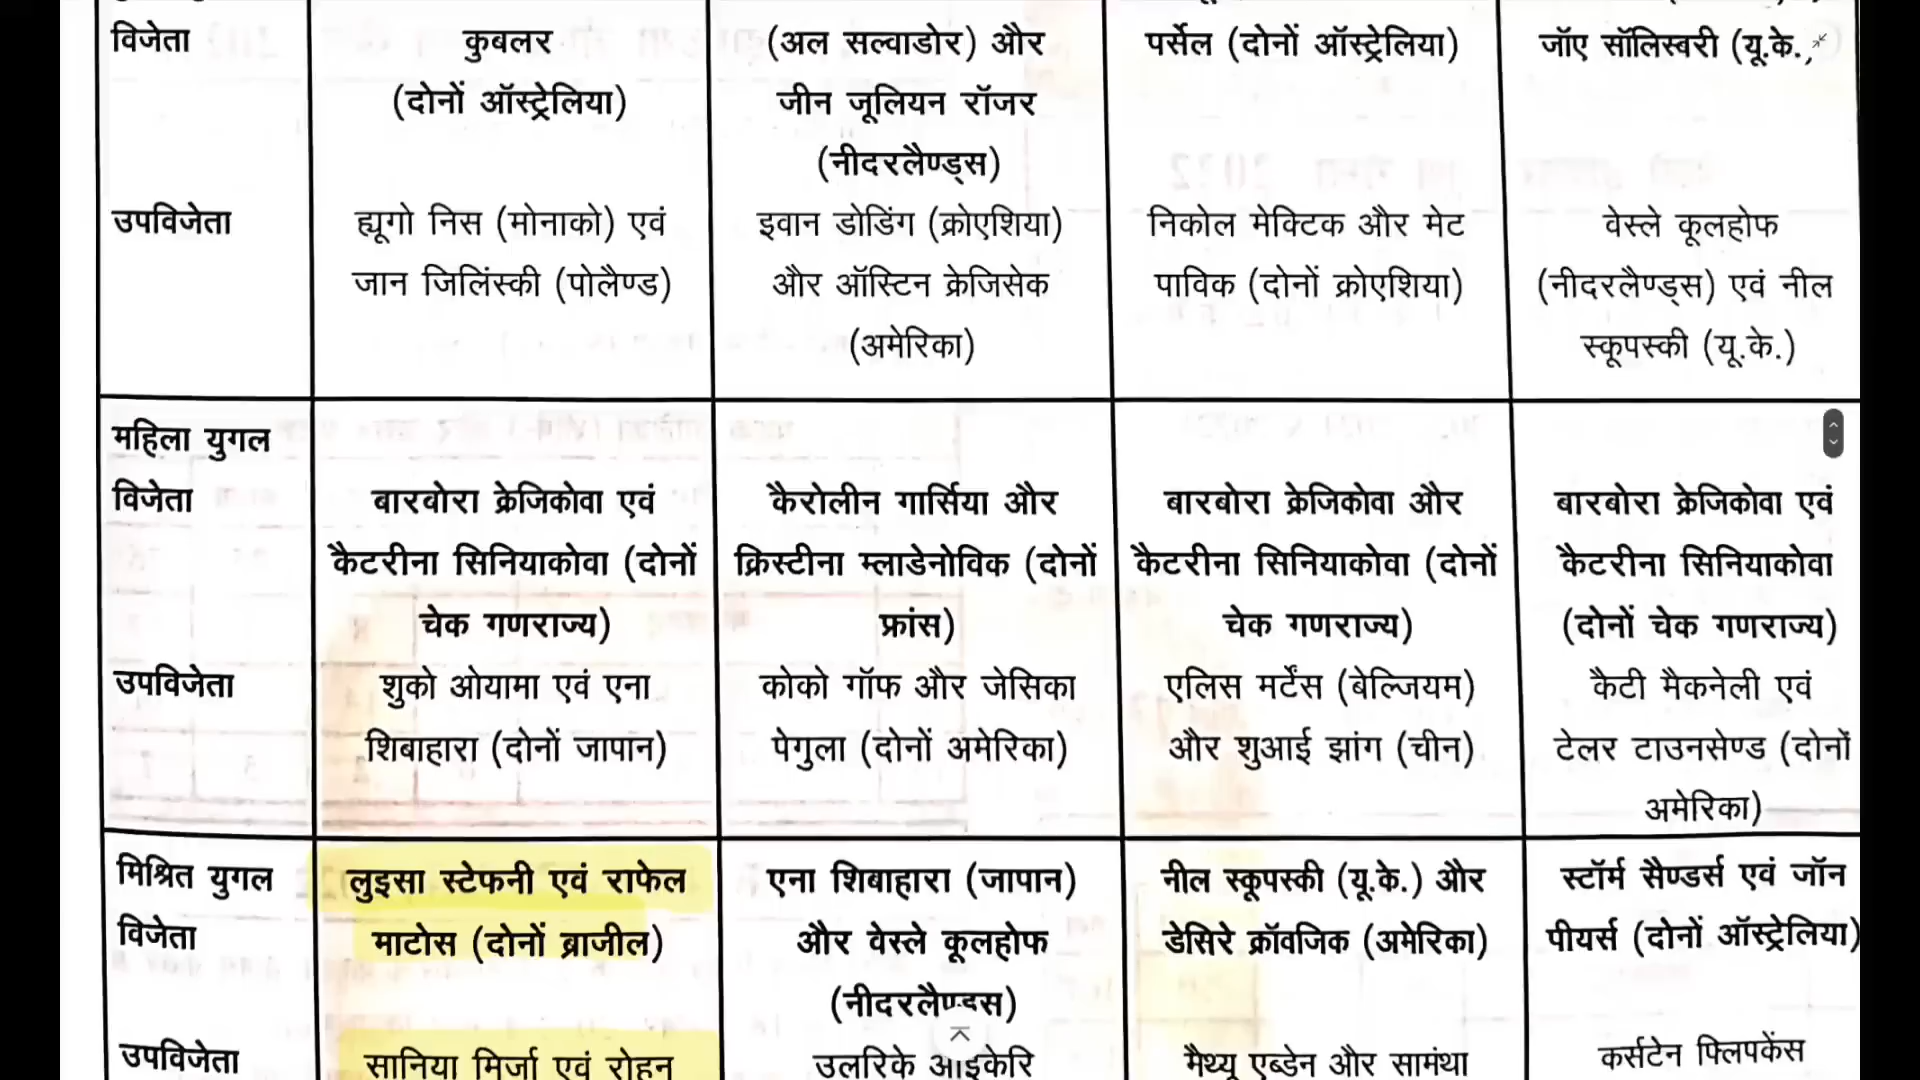 विजेता
कुबलर
(दोनों ऑस्ट्रेलिया)
(अल सल्वाडोर) और
जीन जूलियन रॉजर
(नीदरलैण्ड्स)
पर्सेल (दोनों ऑस्ट्रेलिया)
जॉए सॉलिस्बरी (यू.के.,
उपविजेता
ह्यूगो निस (मोनाको) एवं
जान जिलिंस्की (पोलैण्ड)
इवान डोडिंग (क्रोएशिया)
और ऑस्टिन क्रेजिसेक
(अमेरिका)
निकोल मेक्टिक और मेट
पाविक (दोनों क्रोएशिया)
वेस्ले कूलहोफ
(नीदरलैण्ड्स) एवं नील
स्कूपस्की (यू.के.)
महिला युगल
विजेता
बारबोरा क्रेजिकोवा एवं
कैटरीना सिनियाकोवा (दोनों
चेक गणराज्य)
कैरोलीन गार्सिया और
क्रिस्टीना म्लाडेनोविक (दोनों
फ्रांस)
बारबोरा क्रेजिकोवा और
कैटरीना सिनियाकोवा (दोनों
चेक गणराज्य)
बारबोरा क्रेजिकोवा एवं
कैटरीना सिनियाकोवा
(दोनों चेक गणराज्य)
उपविजेता
शुको ओयामा एवं एना
शिबाहारा (दोनों जापान)
कोको गॉफ और जेसिका
पेगुला (दोनों अमेरिका)
एलिस मर्टेंस (बेल्जियम)
और शुआई झांग (चीन)
कैटी मैकनेली एवं
टेलर टाउनसेण्ड (दोनों
अमेरिका)
मिश्रित युगल
विजेता
लुइसा स्टेफनी एवं राफेल
माटोस (दोनों ब्राजील)
एना शिबाहारा (जापान)
और वेस्ले कूलहोफ
(नीदरलैण्ड्स)
नील स्कूपस्की (यू.के.) और
डेसिरे क्रॉवजिक (अमेरिका)
स्टॉर्म सैण्डर्स एवं जॉन
पीयर्स (दोनों ऑस्ट्रेलिया)
उपविजेता
सानिया मिर्जा एवं रोहन
उलरिके आइकेरि
मैथ्यू एब्डेन और सामंथा
कर्सटेन फ्लिपकेंस